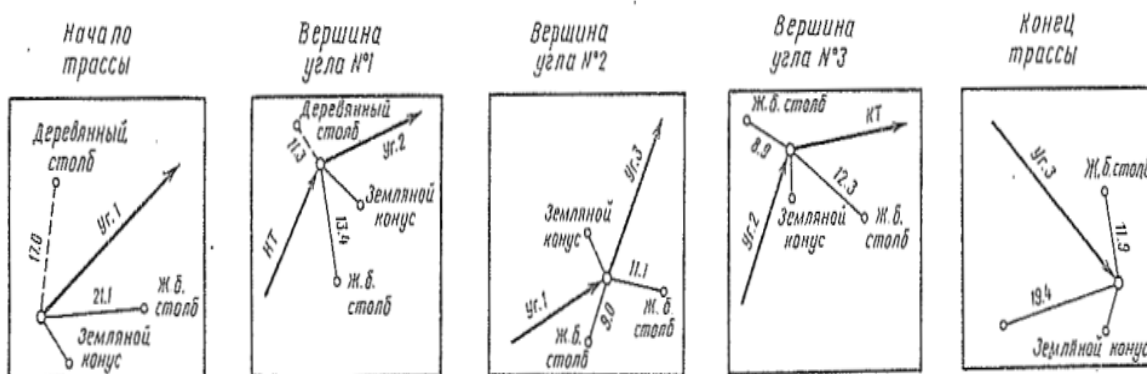 Начало
трассы
Деревянный
столб
Уг.1
17.0
21.1
Ж.б.
столб
Земляной
конус
Вершина
угла №1
Деревянный
столб
11.3
Уг.2
Земляной
конус
13.4
НТ
Ж.б.
столб
Вершина
угла №2
Уг.3
Земляной
конус
11.1
Уг.1
9.0
Ж.б.
столб
Ж.б.
столб
Вершина
угла №3
Ж.б. столб
КТ
8.9
12.3
Уг.2
Земляной
конус
Ж.б.
столб
Конец
трассы
Уг.3
Ж.б. столб
11.9
19.4
Земляной конус